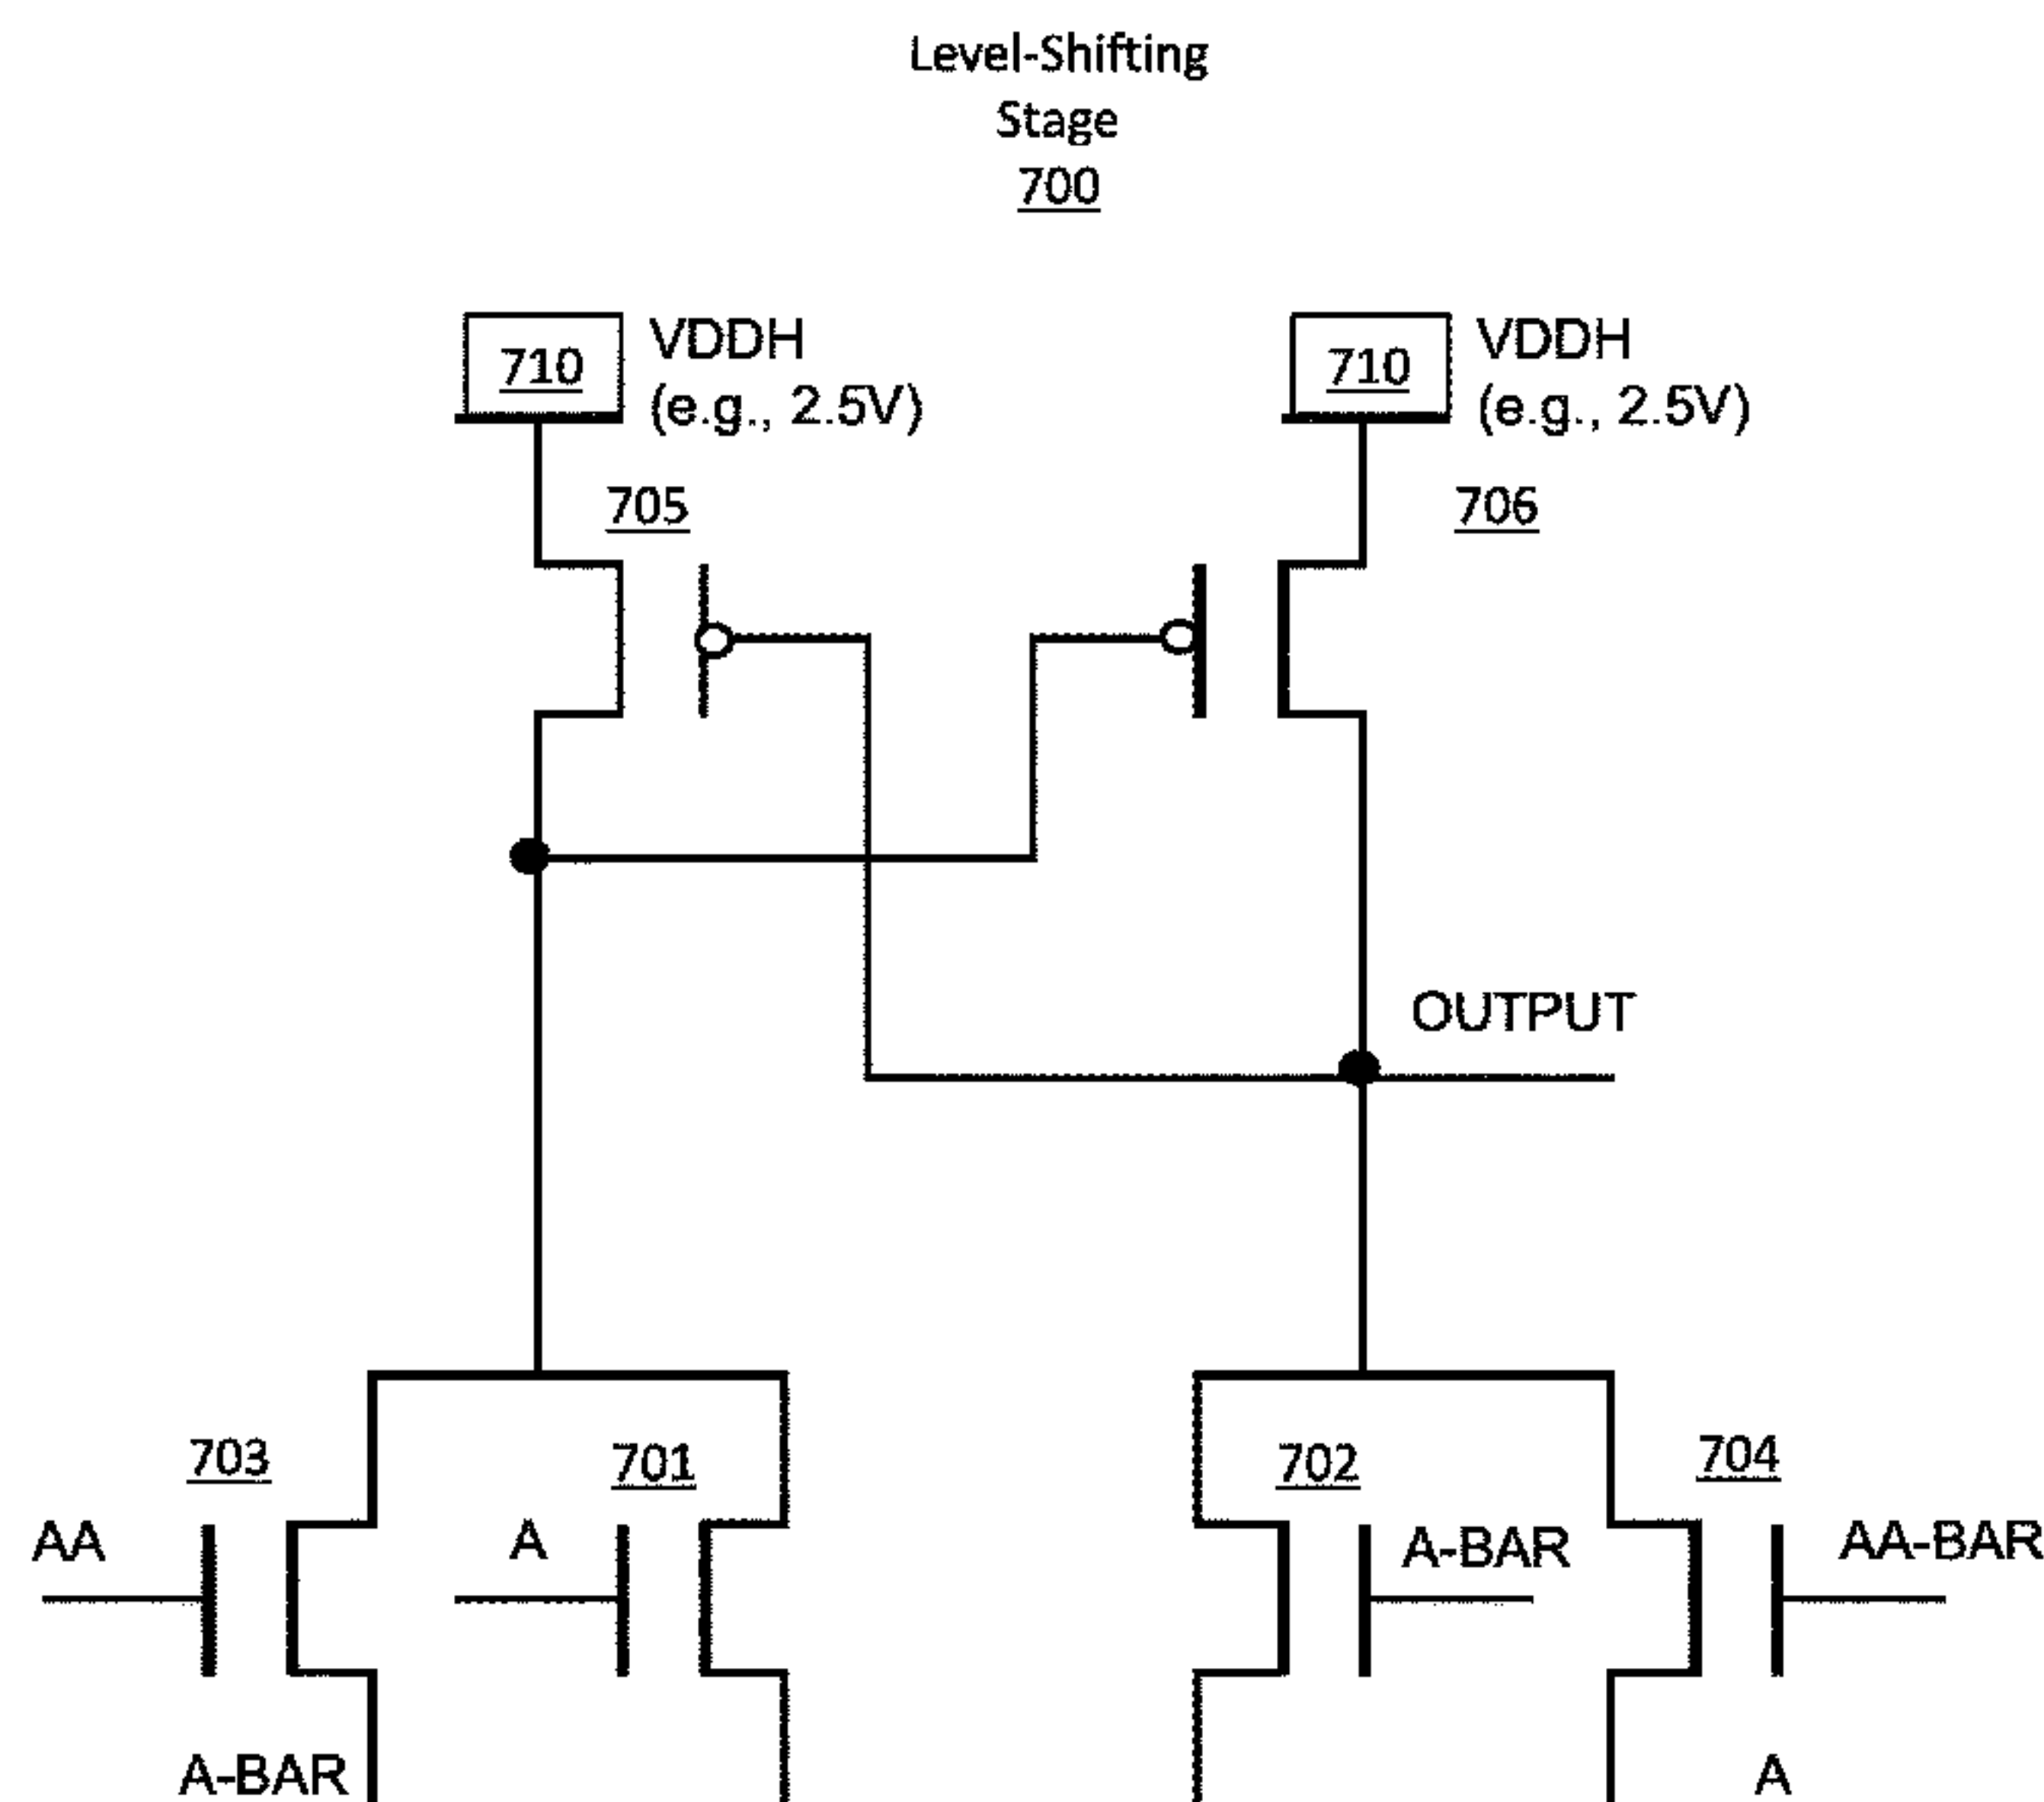 Level-Shifting
Stage
700
710
VDDH
(e.g., 2.5V)
710
VDDH
(e.g., 2.5V)
705
706
OUTPUT
703
701
702
704
AA
A
A-BAR
AA-BAR
A-BAR
A